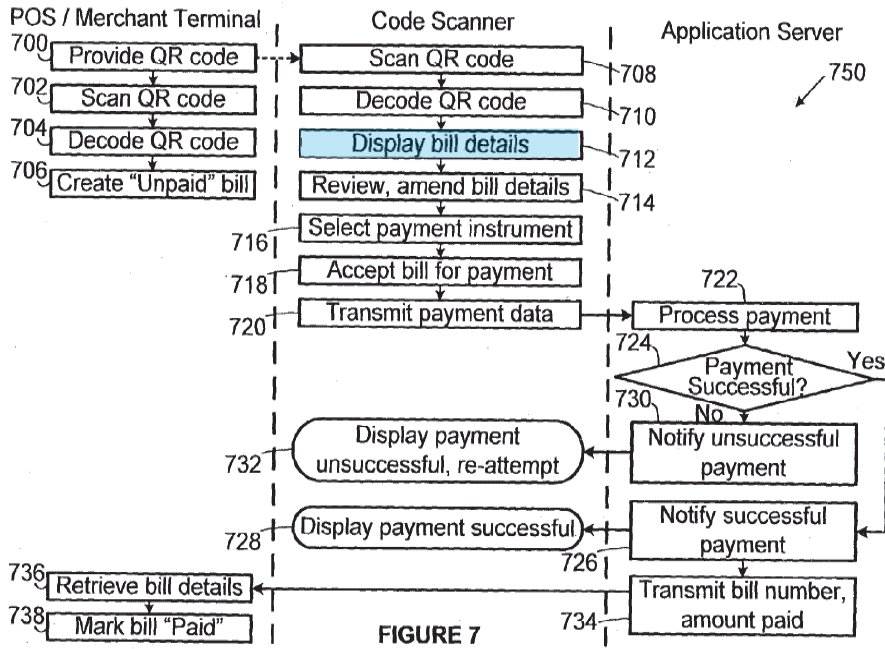 POS / Merchant Terminal
Code Scanner
Application Server
700
Provide QR code
Scan QR code
708
702
Scan QR code
Decode QR code
710
750
704
Decode QR code
Display bill details
712
706
Create “Unpaid” bill
Review, amend bill details
714
716
Select payment instrument
718
Accept bill for payment
720
Transmit payment data
722
Process payment
724
Payment
Successful?
Yes
No
730
Notify unsuccessful
payment
732
Display payment
unsuccessful, re-attempt
728
Display payment successful
726
Notify successful
payment
736
Retrieve bill details
734
Transmit bill number,
amount paid
738
Mark bill “Paid”
FIGURE 7